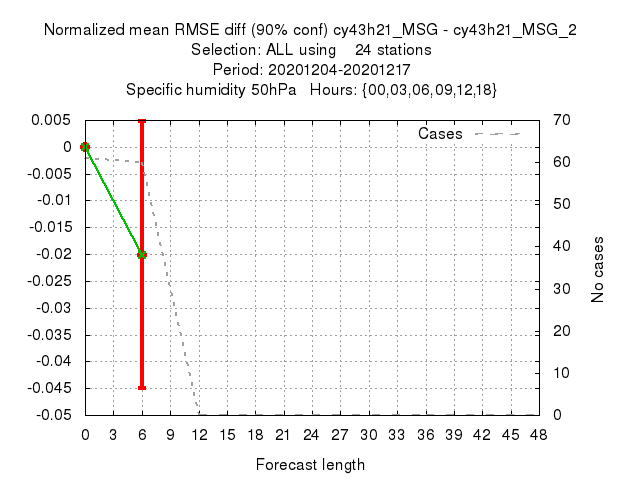 Normalized mean RMSE diff (90% conf) cy43h21_MSG - cy43h21_MSG_2
Selection: ALL using 24 stations
Period: 20201204-20201217
Specific humidity 50hPa Hours: {00,03,06,09,12,18}
Cases
0.005
0
-0.005
-0.01
-0.015
-0.02
-0.025
-0.03
-0.035
-0.04
-0.045
-0.05
70
60
50
40
30
20
10
0
No cases
0 3 6 9 12 15 18 21 24 27 30 33 36 39 42 45 48
Forecast length